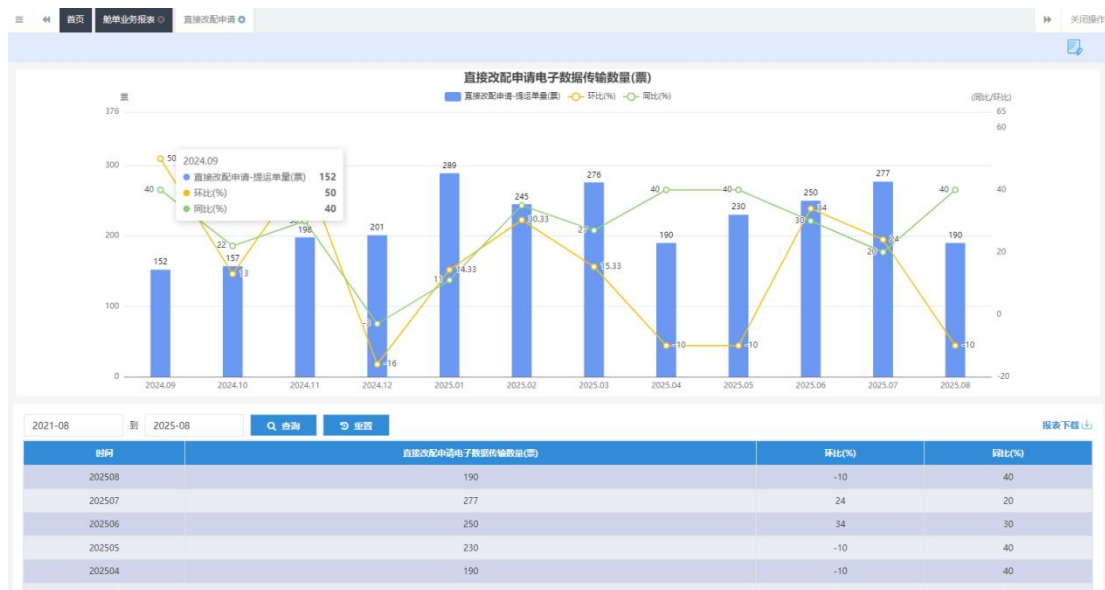 首页 舱单业务报表 直接改配申请 关闭操作
直接改配申请电子数据传输数量(票)
直接改配申请-提运单量(票) 环比(%) 同比(%)
票 (同比/环比)
376
300
200
100
0
65
60
40
20
0
-20
2024.09
直接改配申请-提运单量(票) 152
环比(%) 50
同比(%) 40
152 157 198 201 289 245 276 190 230 250 277 190
50 13 -16 14.33 30.33 15.33 -10 -10 34 24 -10
40 22 -3 11 27 40 40 30 20 40
2024.09 2024.10 2024.11 2024.12 2025.01 2025.02 2025.03 2025.04 2025.05 2025.06 2025.07 2025.08
2021-08 到 2025-08 查询 重置 报表下载
时间 直接改配申请电子数据传输数量(票) 环比(%) 同比(%)
202508 190 -10 40
202507 277 24 20
202506 250 34 30
202505 230 -10 40
202504 190 -10 40